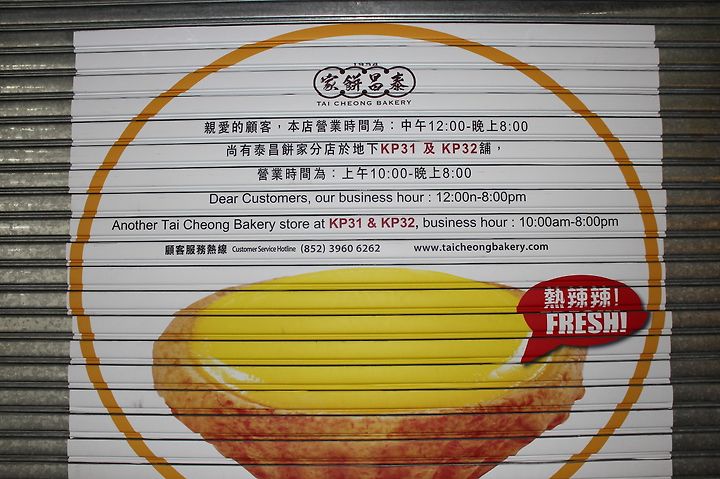 1954
家餅昌泰
TAI CHEONG BAKERY
親愛的顧客，本店營業時間為：中午12:00-晚上8:00
尚有泰昌餅家分店於地下KP31 及 KP32舖，
營業時間為：上午10:00-晚上8:00
Dear Customers, our business hour : 12:00n-8:00pm
Another Tai Cheong Bakery store at KP31 & KP32, business hour : 10:00am-8:00pm
顧客服務熱線 Customer Service Hotline (852) 3960 6262 www.taicheongbakery.com
熱辣辣!
FRESH!